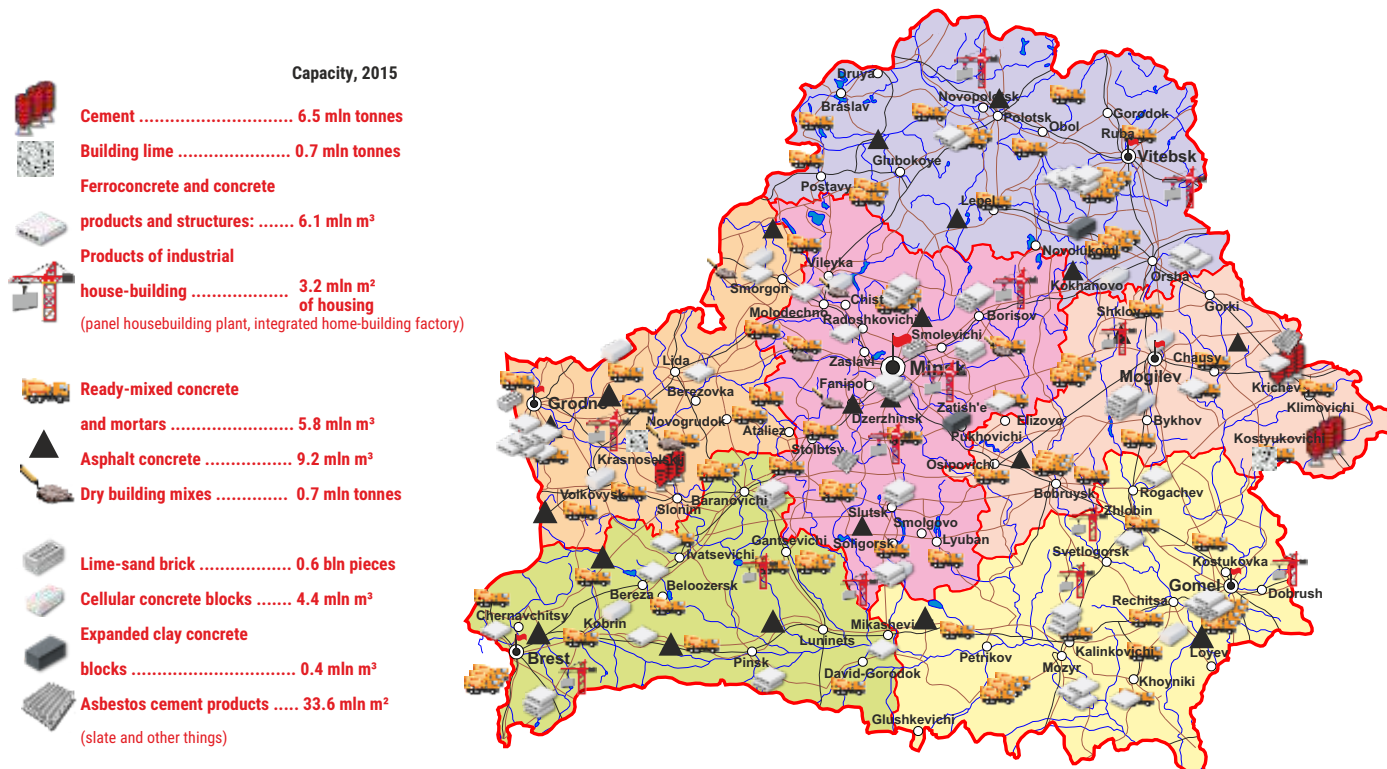 Capacity, 2015
Cement ............................ 6.5 mln tonnes
Building lime ...................... 0.7 mln tonnes
Ferroconcrete and concrete
products and structures: ....... 6.1 mln m³
Products of industrial
house-building ................. 3.2 mln m²
of housing
(panel housebuilding plant, integrated home-building factory)
Ready-mixed concrete
and mortars ....................... 5.8 mln m³
Asphalt concrete ................. 9.2 mln m³
Dry building mixes .............. 0.7 mln tonnes
Lime-sand brick .................. 0.6 bln pieces
Cellular concrete blocks ....... 4.4 mln m³
Expanded clay concrete
blocks ............................. 0.4 mln m³
Asbestos cement products ..... 33.6 mln m²
(slate and other things)
Druya
Braslav
Novopolotsk
Polotsk
Obol
Gorodok
Ruba
Vitebsk
Glubokoye
Postavy
Lepel
Novolukoml
Orsha
Kokhanovo
Vileyka
Smorgon
Molodechno
Chist
Radoshkovichi
Borisov
Smolevichi
Gorki
Shklov
Zaslavl
Minsk
Mogilev
Chausy
Krichev
Klimovichi
Lida
Fanipol
Berezovka
Grodno
Novogrudok
Dzerzhinsk
Zatish'e
Pukhovichi
Elizovo
Bykhov
Kostyukovichi
Ataliez
Stolbtsy
Krasnoselski
Osipovichi
Volkovysk
Slonim
Baranovichi
Bobruysk
Rogachev
Zhlobin
Slutsk
Smolgovo
Lyuban
Soligorsk
Gantsevichi
Ivatsevichi
Svetlogorsk
Kostukovka
Gomel
Dobrush
Beloozersk
Bereza
Rechitsa
Chernavchitsy
Kobrin
Mikashevi
Luninets
Brest
Pinsk
Petrikov
Kalinkovichi
Mozyr
Loyev
David-Gorodok
Khoyniki
Glushkevichi